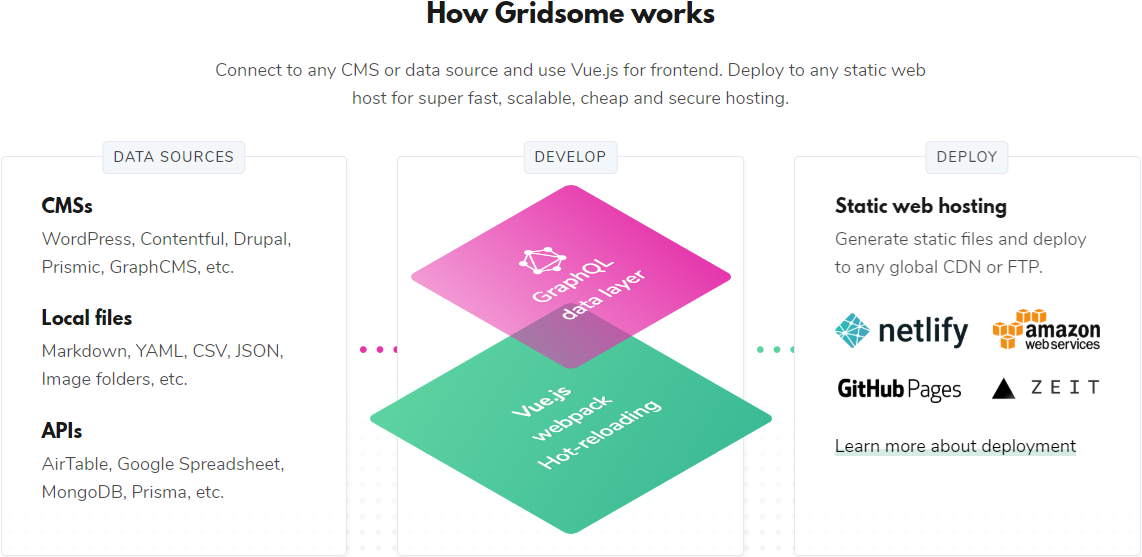 How Gridsome works
Connect to any CMS or data source and use Vue.js for frontend. Deploy to any static web
host for super fast, scalable, cheap and secure hosting.
DATA SOURCES
CMSs
WordPress, Contentful, Drupal,
Prismic, GraphCMS, etc.
Local files
Markdown, YAML, CSV, JSON,
Image folders, etc.
APIs
AirTable, Google Spreadsheet,
MongoDB, Prisma, etc.
DEVELOP
GraphQL
data layer
Vue.js
webpack
Hot-reloading
DEPLOY
Static web hosting
Generate static files and deploy
to any global CDN or FTP.
netlify
amazon
webservices
GitHub Pages
ZEIT
Learn more about deployment